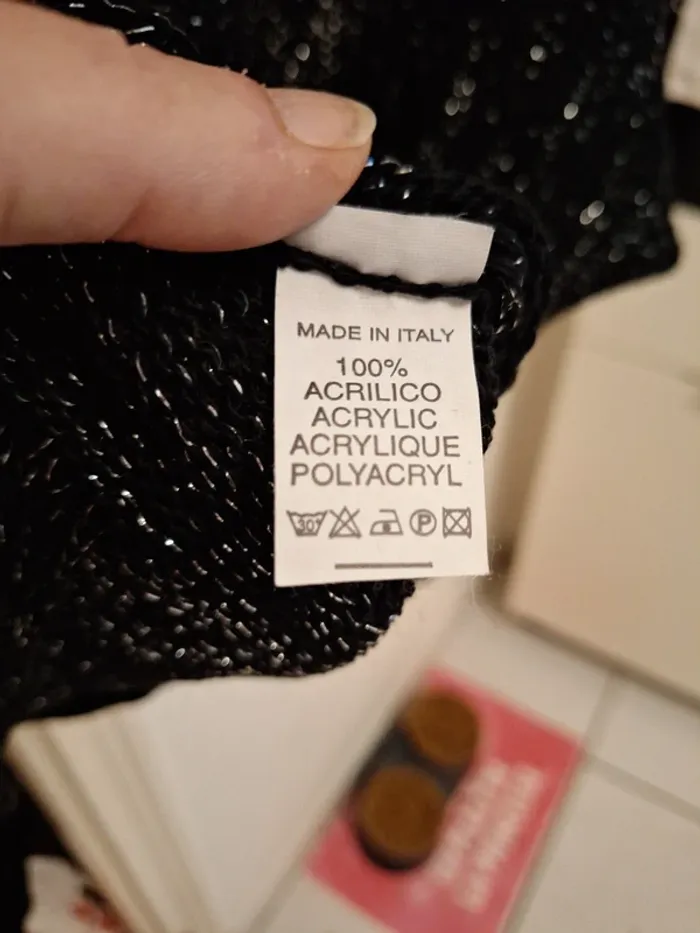 MADE IN ITALY
100%
ACRILICO
ACRYLIC
ACRYLIQUE
POLYACRYL
30° P